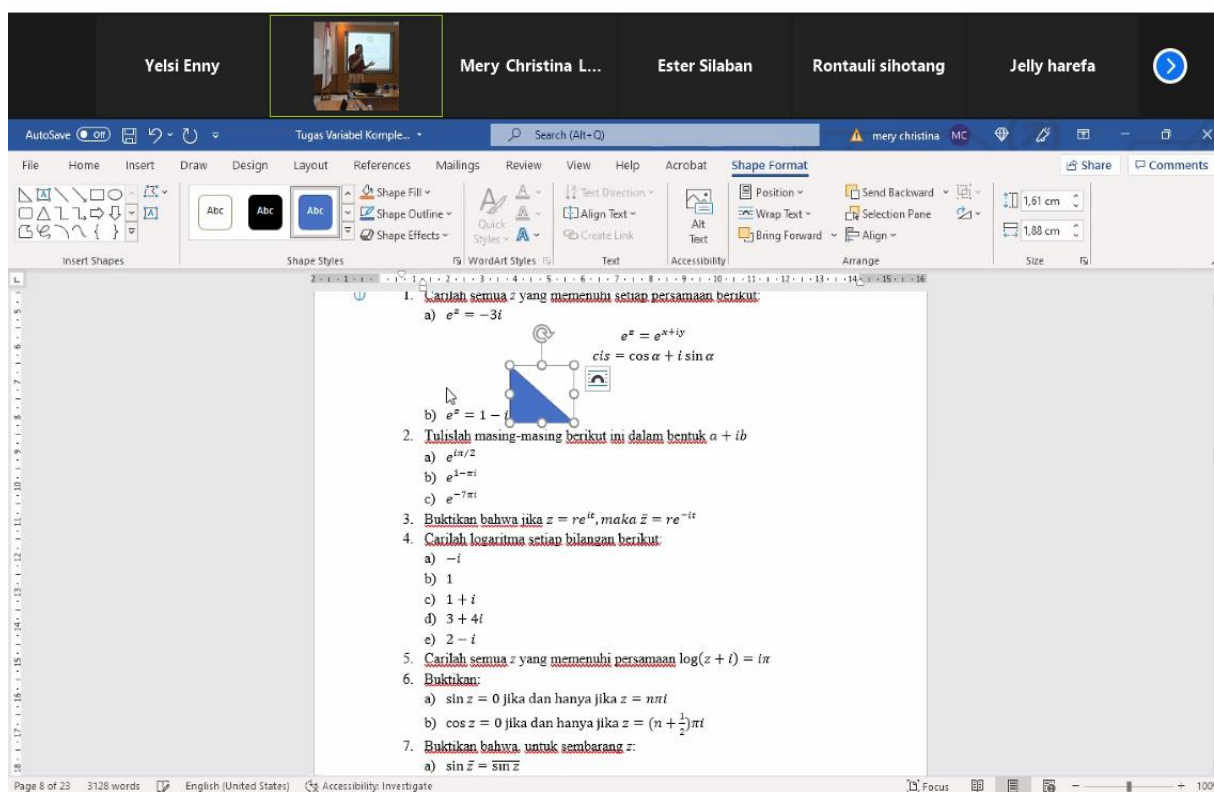 Yelsi Enny
Mery Christina L...
Ester Silaban
Rontauli sihotang
Jelly harefa
AutoSave Off
Tugas Variabel Komple...
Search (Alt+Q)
mery christina MC
File Home Insert Draw Design Layout References Mailings Review View Help Acrobat Shape Format
Share Comments
Abc Abc Abc
Shape Fill
Shape Outline
Shape Effects
Quick Styles
Text Direction
Align Text
Create Link
Alt Text
Position
Wrap Text
Bring Forward
Send Backward
Selection Pane
Align
1,61 cm
1,88 cm
Insert Shapes Shape Styles WordArt Styles Text Accessibility Arrange Size
1. Carilah semua z yang memenuhi setiap persamaan berikut:
a) e^z = −3i
e^z = e^{x+iy}
cis = cos α + i sin α
b) e^z = 1 − i
2. Tulislah masing-masing berikut ini dalam bentuk a + ib
a) e^{iπ/2}
b) e^{1−πi}
c) e^{−7πi}
3. Buktikan bahwa jika z = re^{it}, maka z̄ = re^{−it}
4. Carilah logaritma setiap bilangan berikut:
a) −i
b) 1
c) 1 + i
d) 3 + 4i
e) 2 − i
5. Carilah semua z yang memenuhi persamaan log(z + i) = iπ
6. Buktikan:
a) sin z = 0 jika dan hanya jika z = nπi
b) cos z = 0 jika dan hanya jika z = (n + 1/2)πi
7. Buktikan bahwa, untuk sembarang z:
a) sin z̄ = \overline{sin z}
Page 8 of 23 3128 words English (United States) Accessibility: Investigate Focus 100